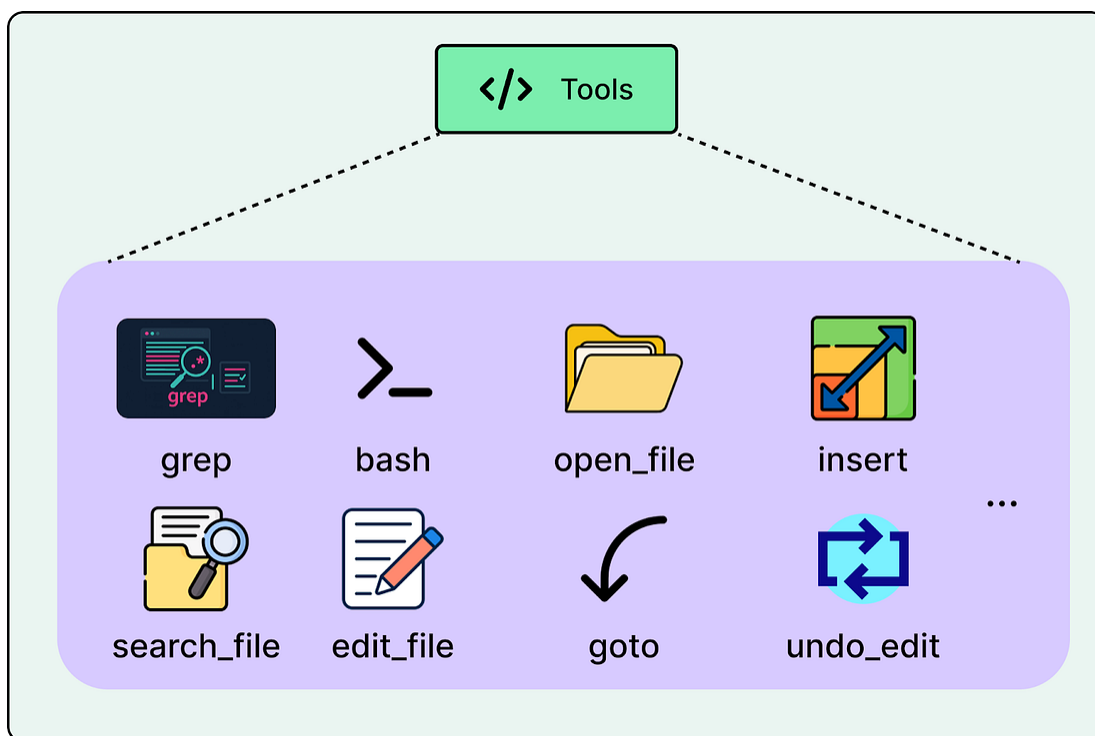 </> Tools
grep
grep
bash
open_file
insert
...
search_file
edit_file
goto
undo_edit